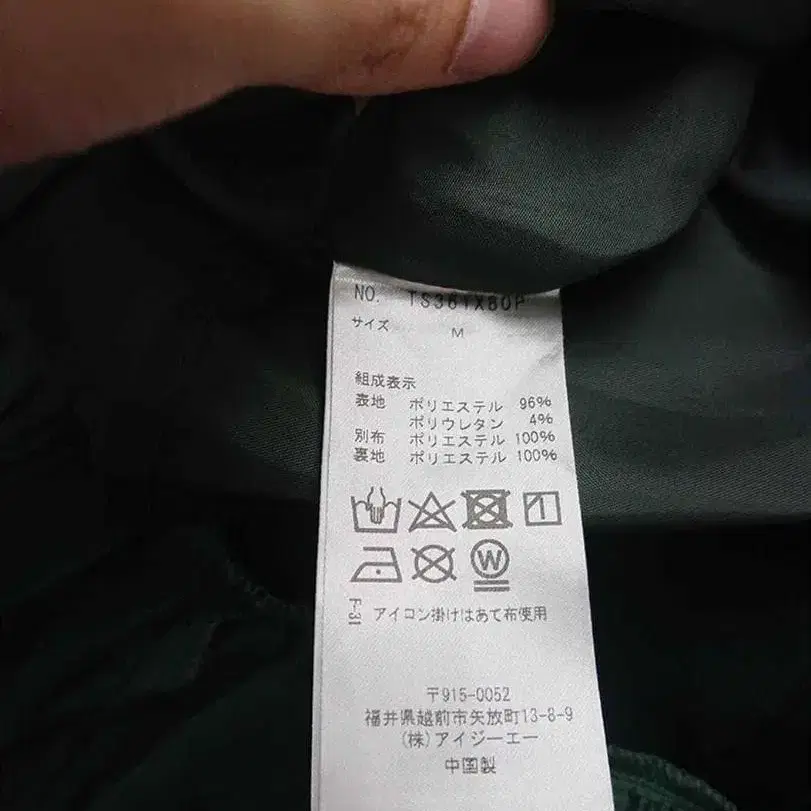 NO. TS361XBOP
サイズ M
組成表示
表地 ポリエステル 96%
ポリウレタン 4%
別布 ポリエステル 100%
裏地 ポリエステル 100%
W
F-31 アイロン掛けはあて布使用
〒915-0052
福井県越前市矢放町13-8-9
(株)アイジーエー
中国製